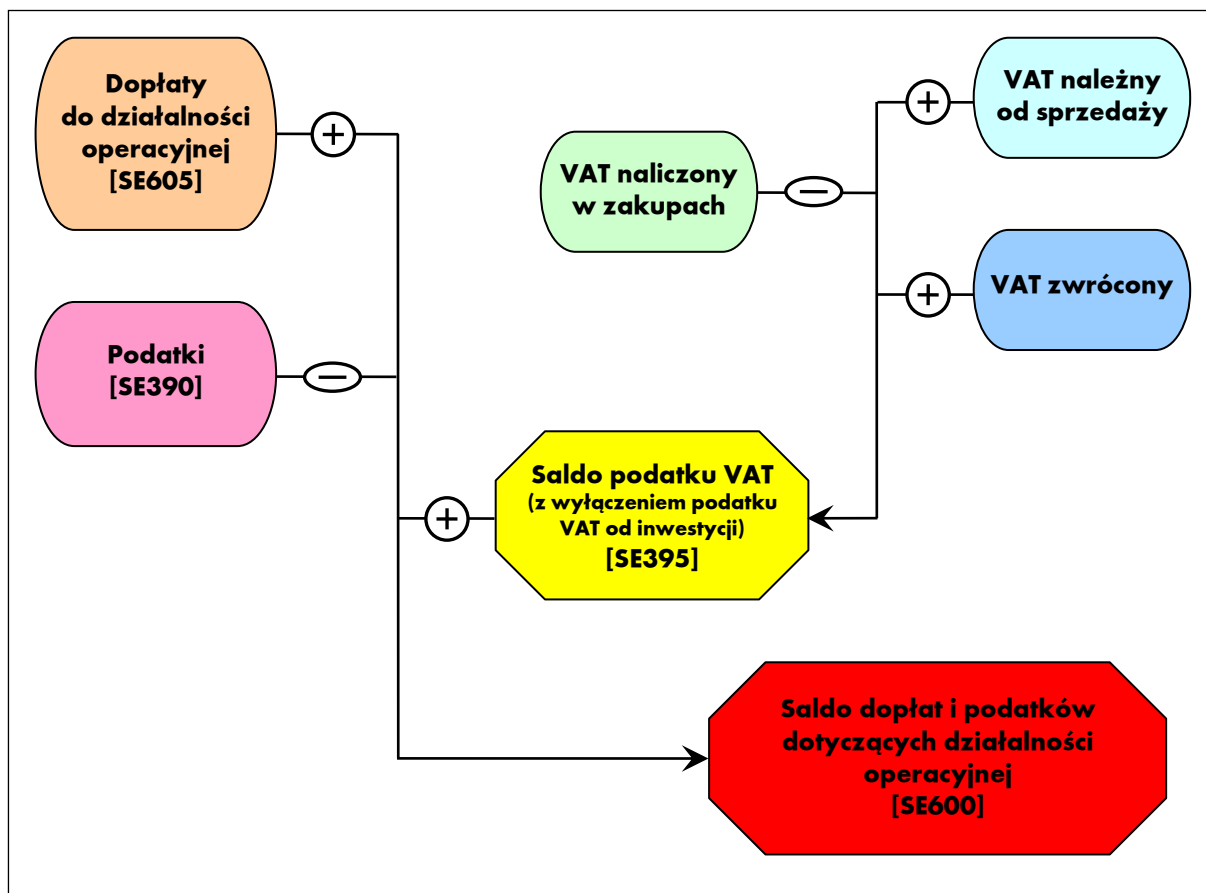 Dopłaty
do działalności
operacyjnej
[SE605]
+
VAT należny
od sprzedaży
+
VAT naliczony
w zakupach
−
VAT zwrócony
+
Podatki
[SE390]
−
Saldo podatku VAT
(z wyłączeniem podatku
VAT od inwestycji)
[SE395]
+
Saldo dopłat i podatków
dotyczących działalności
operacyjnej
[SE600]